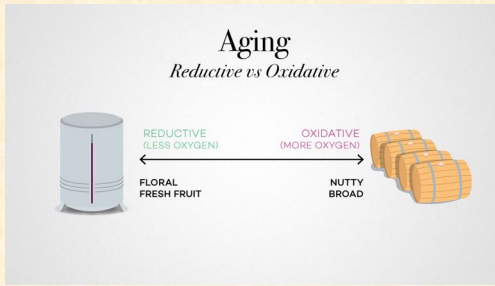 Aging
Reductive vs Oxidative
REDUCTIVE
(LESS OXYGEN)
OXIDATIVE
(MORE OXYGEN)
FLORAL
FRESH FRUIT
NUTTY
BROAD